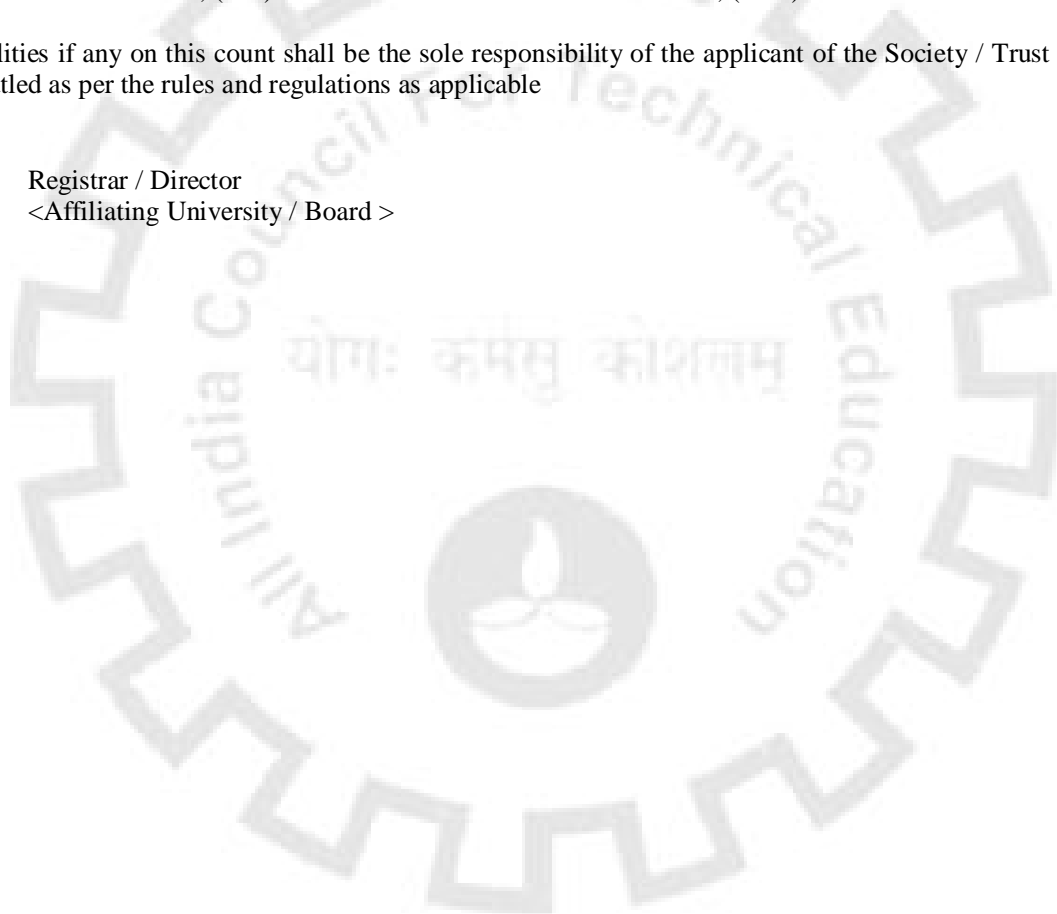 lities if any on this count shall be the sole responsibility of the applicant of the Society / Trust
tled as per the rules and regulations as applicable
Registrar / Director
<Affiliating University / Board >
All India Council For Technical Education
योगः कर्मसु कौशलम्